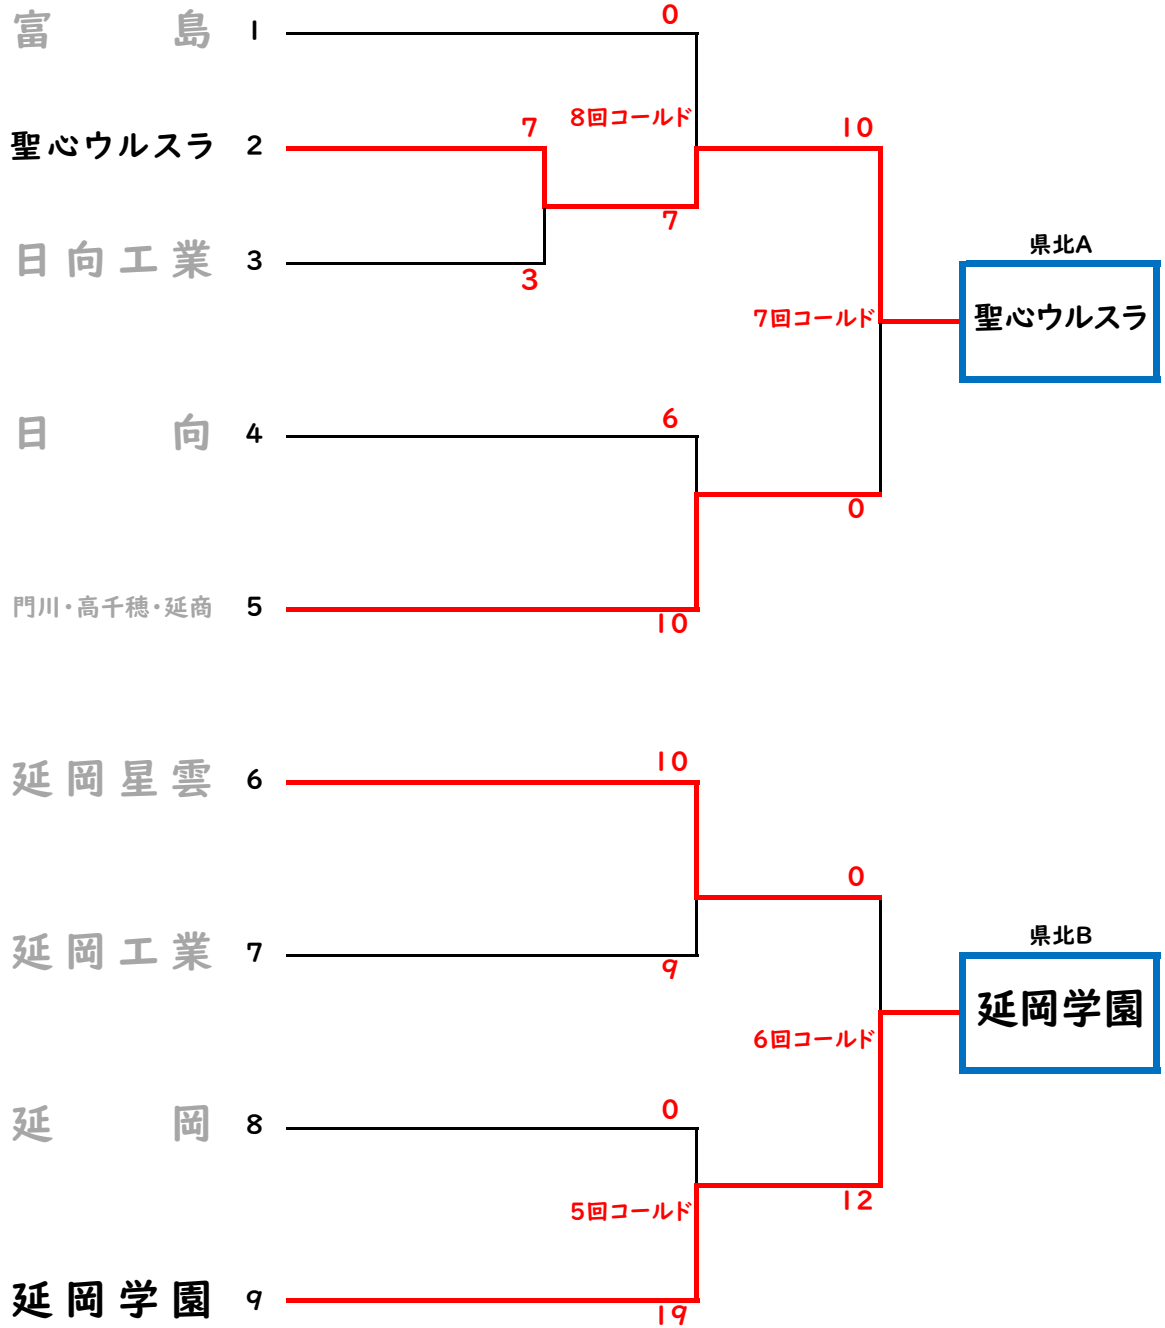 富島 1
0
8回コールド
聖心ウルスラ 2
7
10
7
日向工業 3
3
県北A
聖心ウルスラ
7回コールド
日向 4
6
0
門川・高千穂・延商 5
10
延岡星雲 6
10
0
延岡工業 7
9
県北B
延岡学園
6回コールド
延岡 8
0
12
5回コールド
延岡学園 9
19